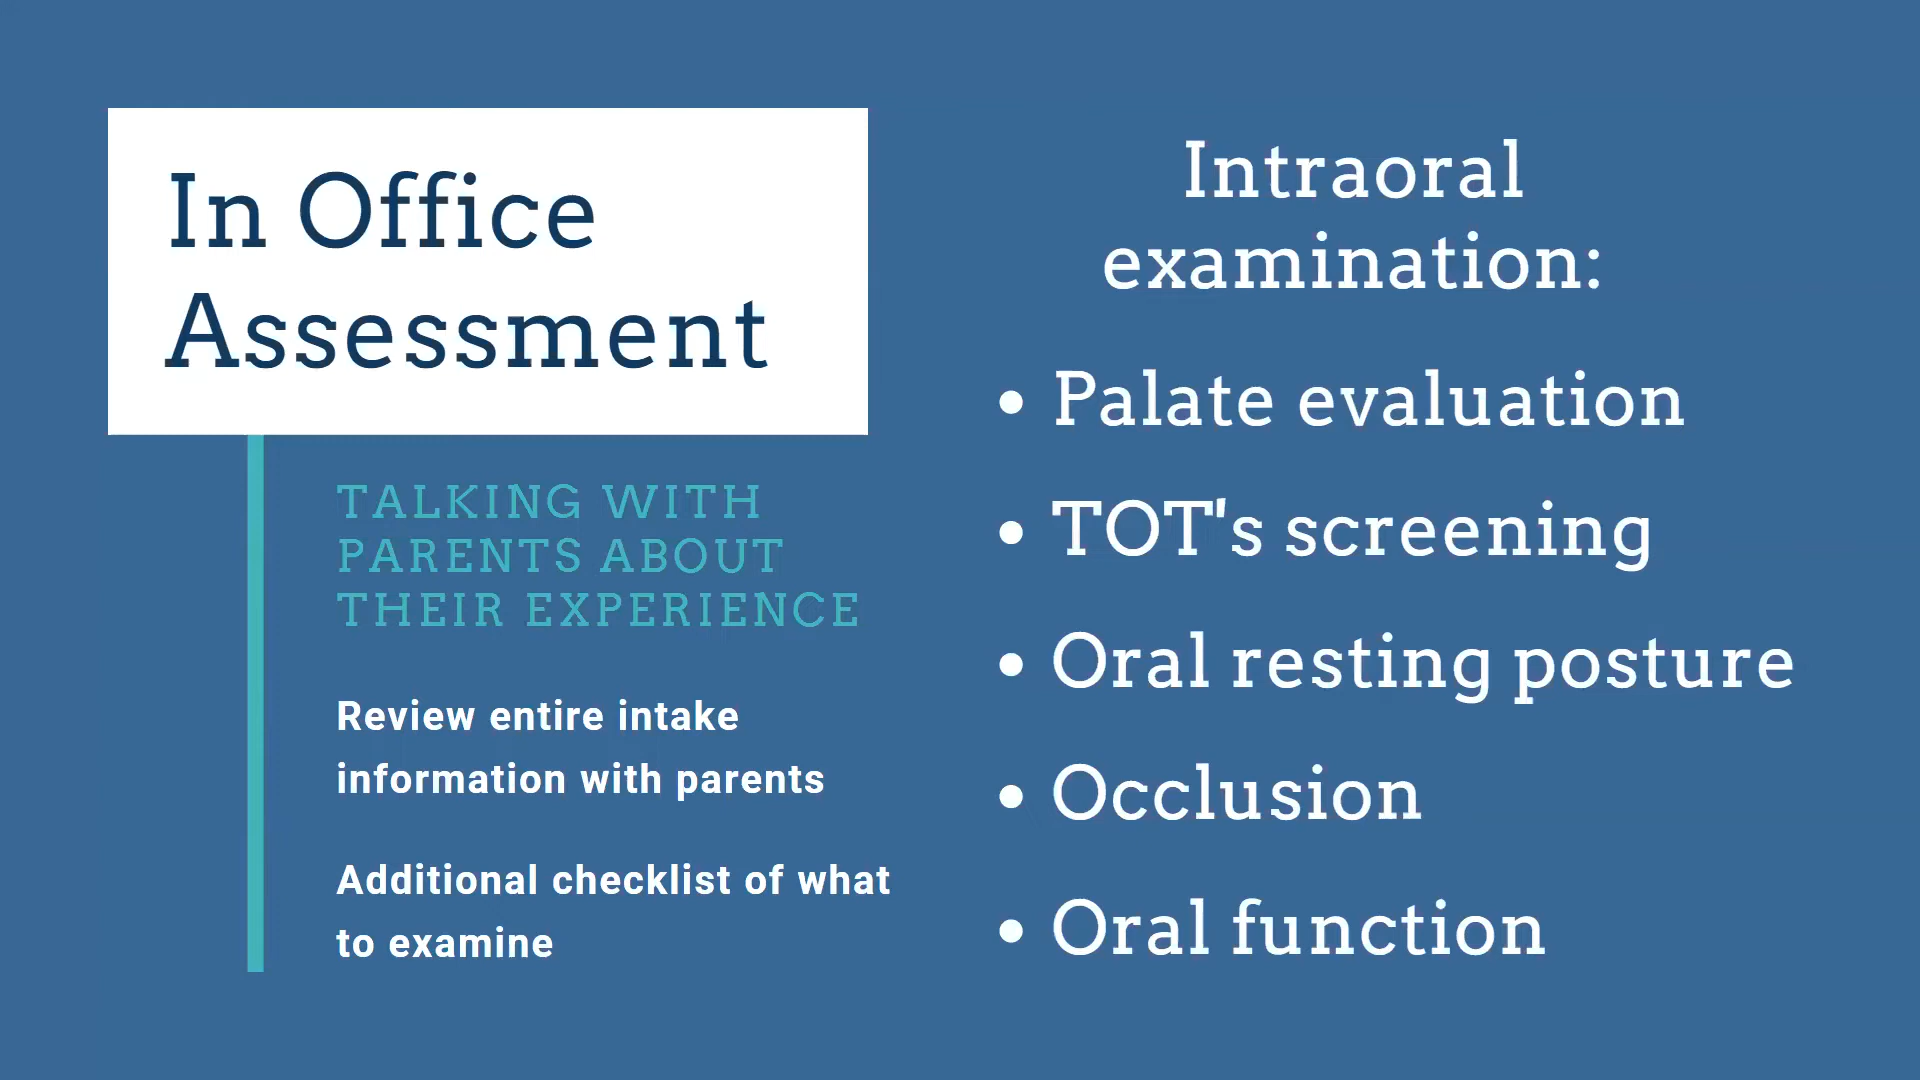 In Office
Assessment
TALKING WITH
PARENTS ABOUT
THEIR EXPERIENCE
Review entire intake
information with parents
Additional checklist of what
to examine
Intraoral
examination:
• Palate evaluation
• TOT's screening
• Oral resting posture
• Occlusion
• Oral function